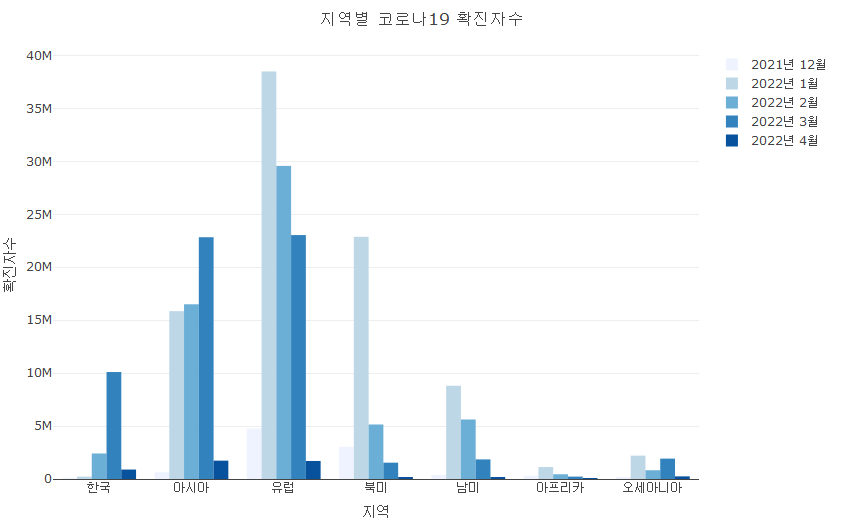 지역별 코로나19 확진자수
40M
35M
30M
25M
20M
15M
10M
5M
0
확진자수
한국
아시아
유럽
북미
남미
아프리카
오세아니아
지역
2021년 12월
2022년 1월
2022년 2월
2022년 3월
2022년 4월